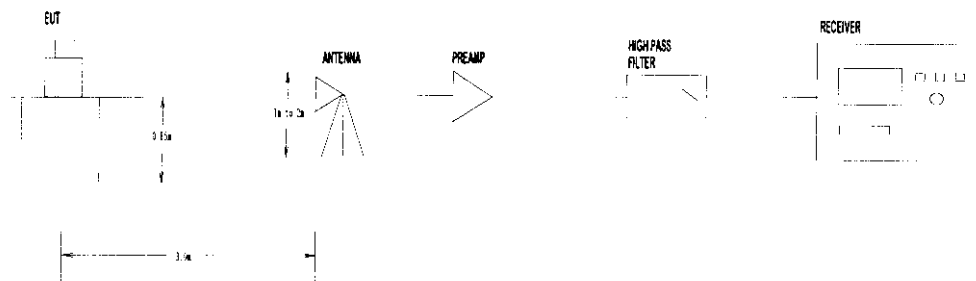 EUT
ANTENNA
PREAMP
HIGH PASS
FILTER
RECEIVER
1m to 2m